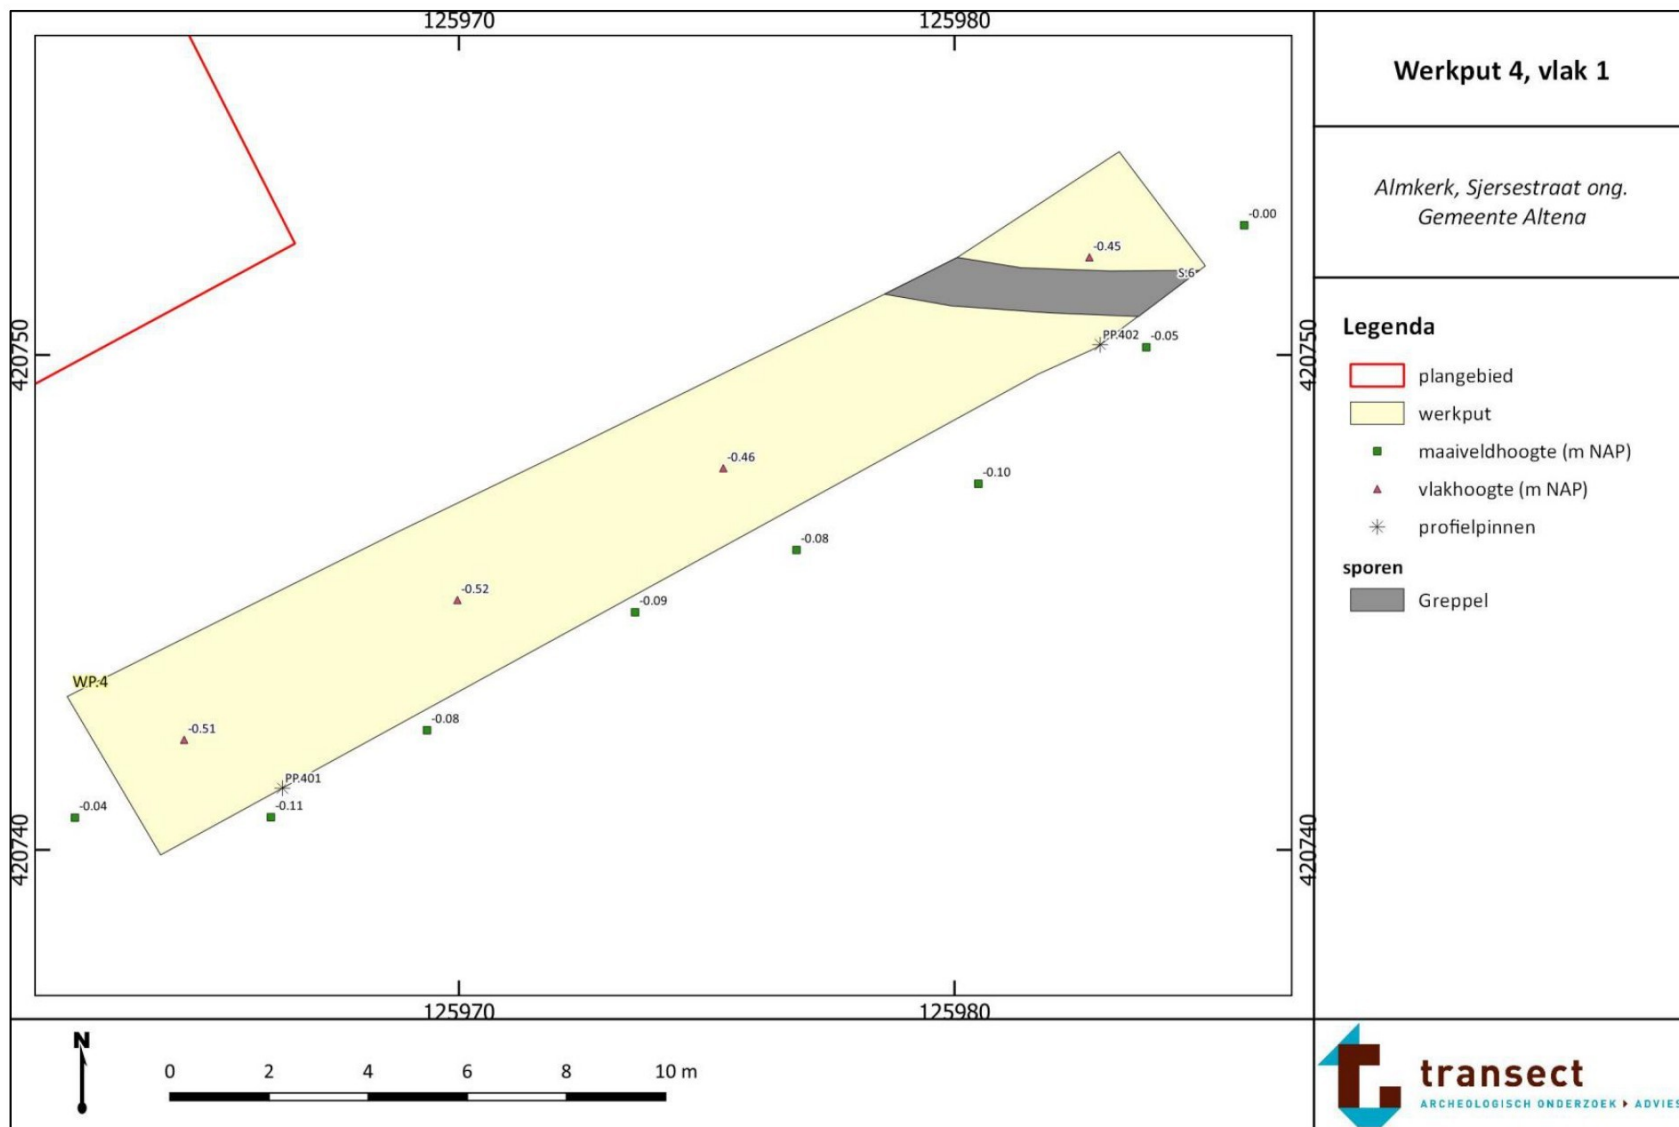 125970
125980
Werkput 4, vlak 1
Almkerk, Sjersestraat ong.
Gemeente Altena
-0.00
-0.45
S.6
PP.402
-0.05
420750
420750
Legenda
plangebied
werkput
maaiveldhoogte (m NAP)
vlakhoogte (m NAP)
profielpinnen
sporen
Greppel
-0.46
-0.10
-0.08
-0.52
-0.09
WP.4
-0.51
-0.08
PP.401
-0.04
-0.11
420740
420740
125970
125980
N
0 2 4 6 8 10 m
transect
ARCHEOLOGISCH ONDERZOEK ▸ ADVIES